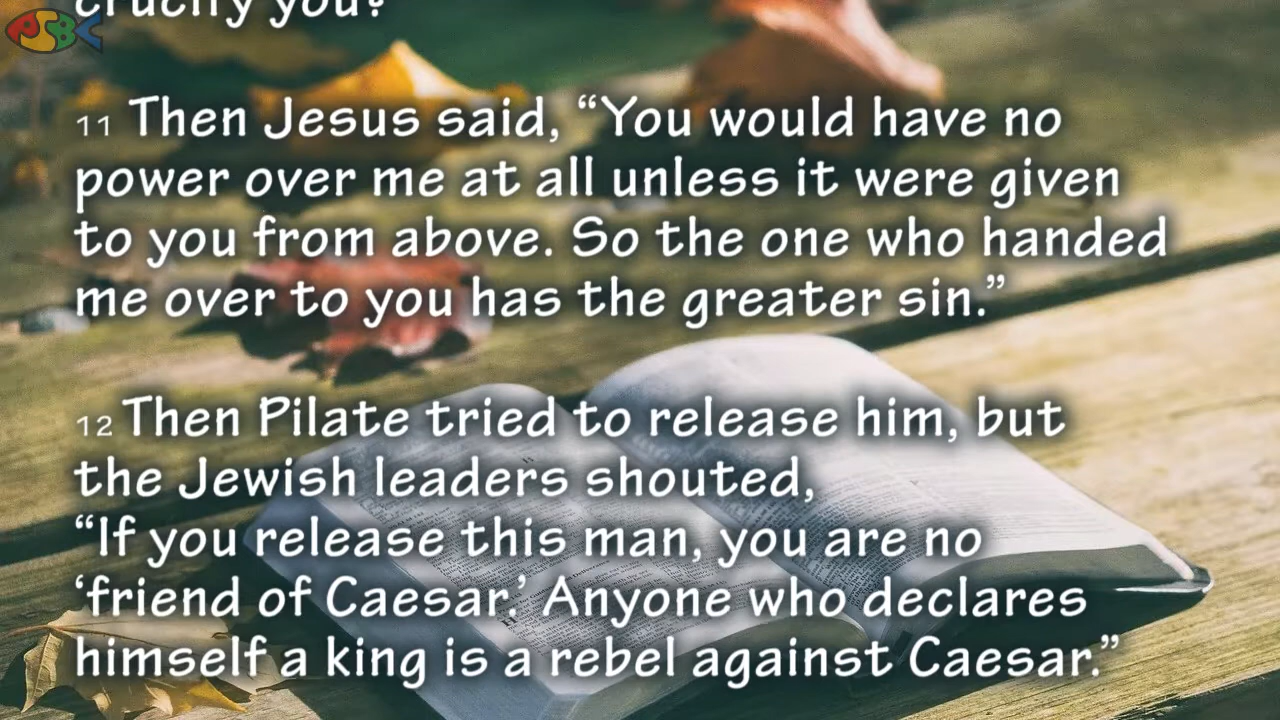 crucify you?
PSBC
11 Then Jesus said, “You would have no
power over me at all unless it were given
to you from above. So the one who handed
me over to you has the greater sin.”
12 Then Pilate tried to release him, but
the Jewish leaders shouted,
“If you release this man, you are no
‘friend of Caesar.’ Anyone who declares
himself a king is a rebel against Caesar.”